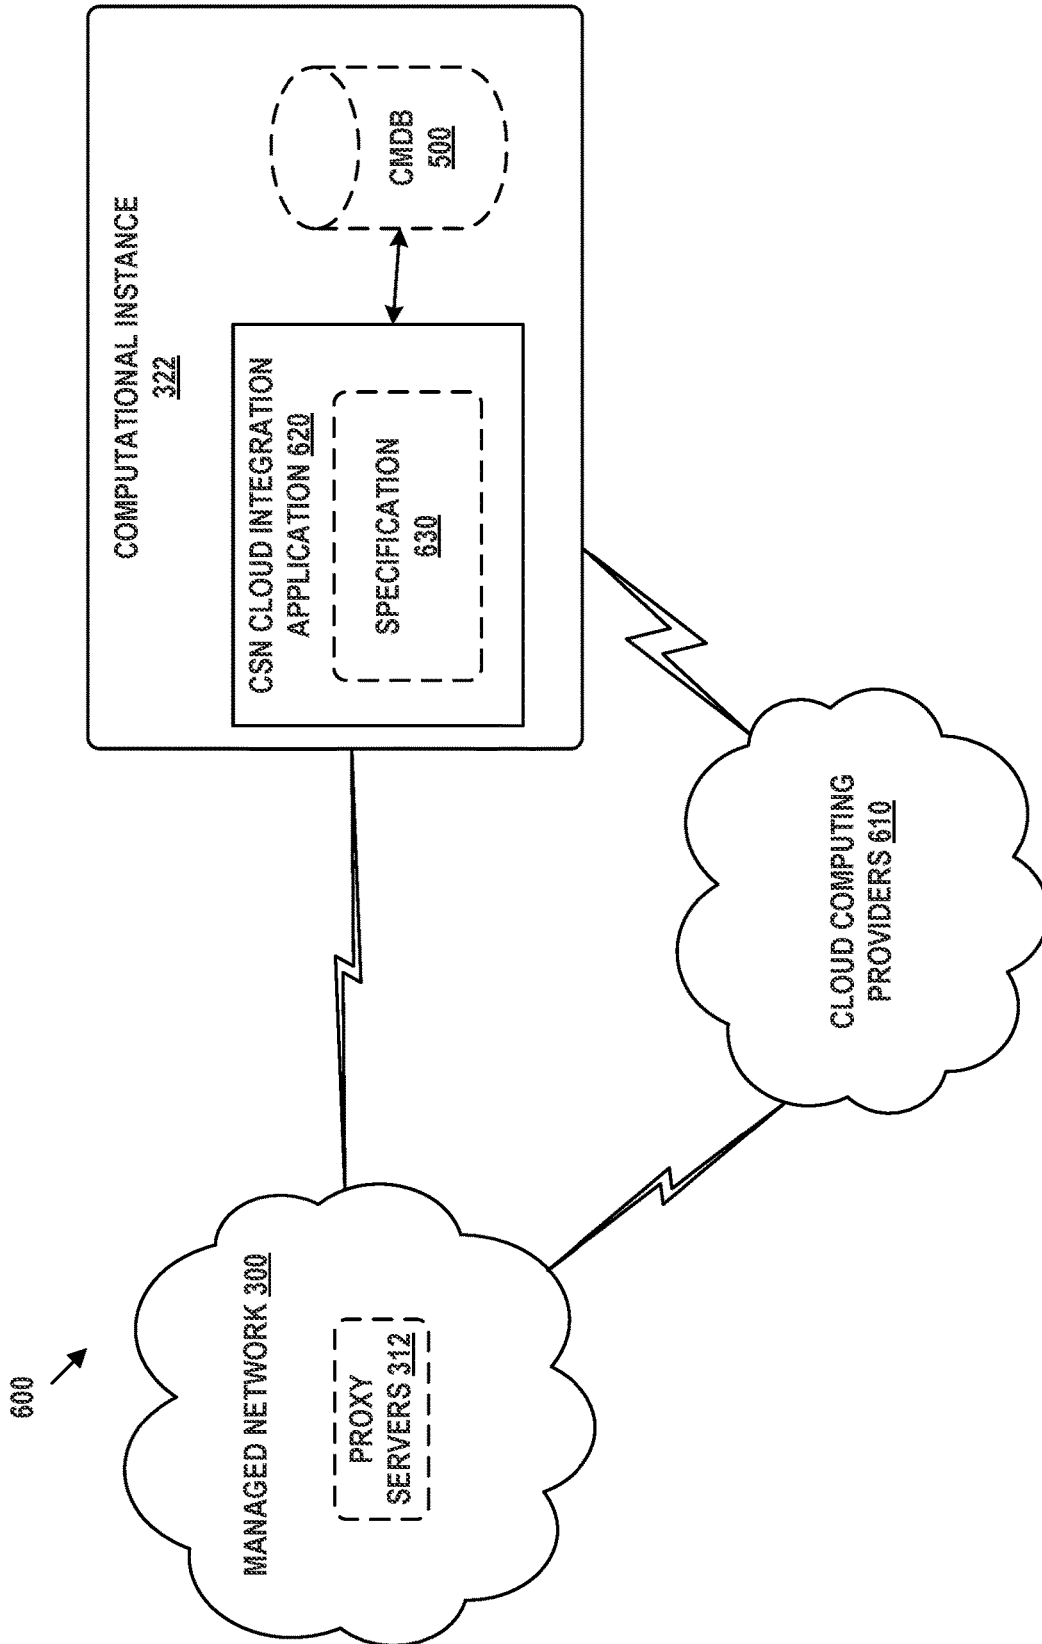 600
MANAGED NETWORK 300
PROXY
SERVERS 312
COMPUTATIONAL INSTANCE
322
CSN CLOUD INTEGRATION
APPLICATION 620
SPECIFICATION
630
CMDB
500
CLOUD COMPUTING
PROVIDERS 610